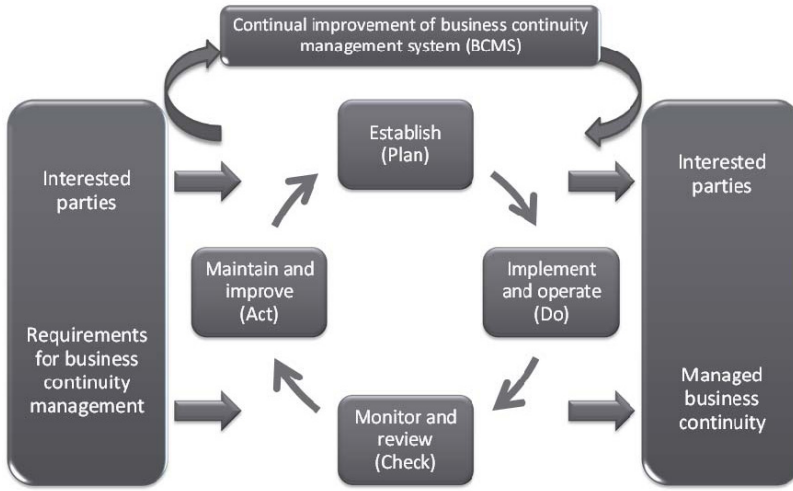 Continual improvement of business continuity
management system (BCMS)
Interested
parties
Requirements
for business
continuity
management
Establish
(Plan)
Maintain and
improve
(Act)
Implement
and operate
(Do)
Monitor and
review
(Check)
Interested
parties
Managed
business
continuity